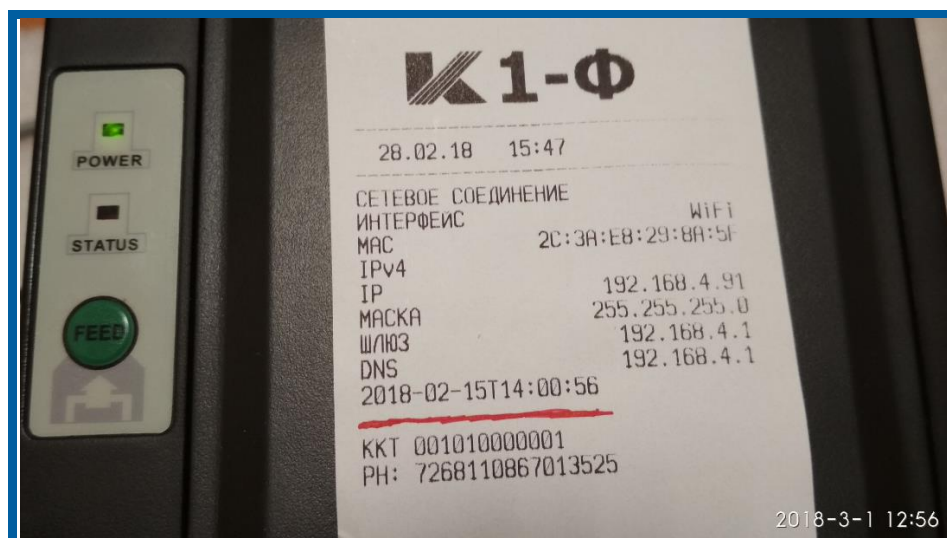 POWER
STATUS
FEED
К 1-Ф
28.02.18 15:47
СЕТЕВОЕ СОЕДИНЕНИЕ
ИНТЕРФЕЙС WiFi
MAC 2C:3A:E8:29:8A:5F
IPv4
IP 192.168.4.91
МАСКА 255.255.255.0
ШЛЮЗ 192.168.4.1
DNS 192.168.4.1
2018-02-15T14:00:56
ККТ 001010000001
РН: 7268110867013525
2018-3-1 12:56